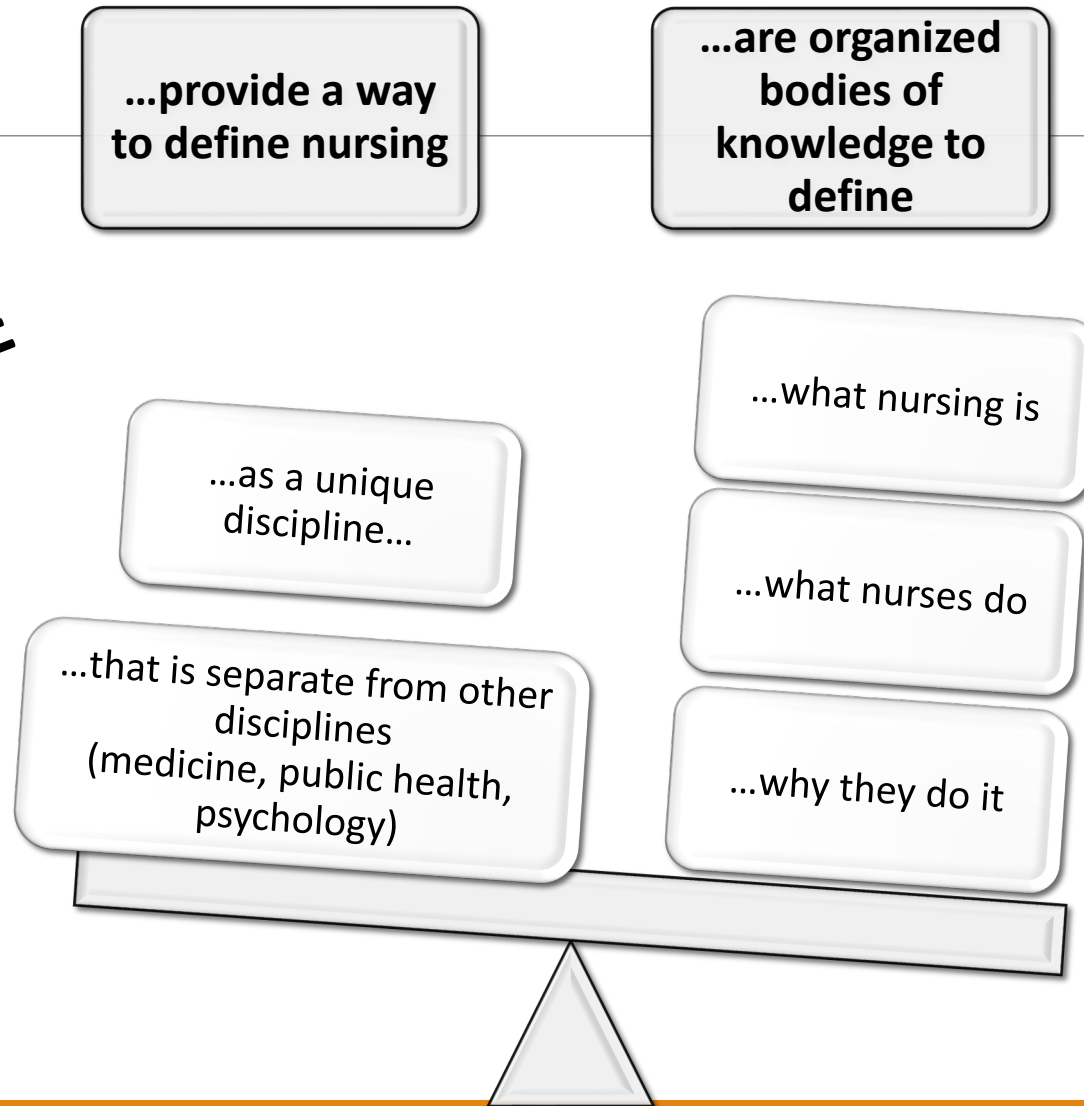 ...provide a way
to define nursing
...are organized
bodies of
knowledge to
define
...as a unique
discipline...
...that is separate from other
disciplines
(medicine, public health,
psychology)
...what nursing is
...what nurses do
...why they do it